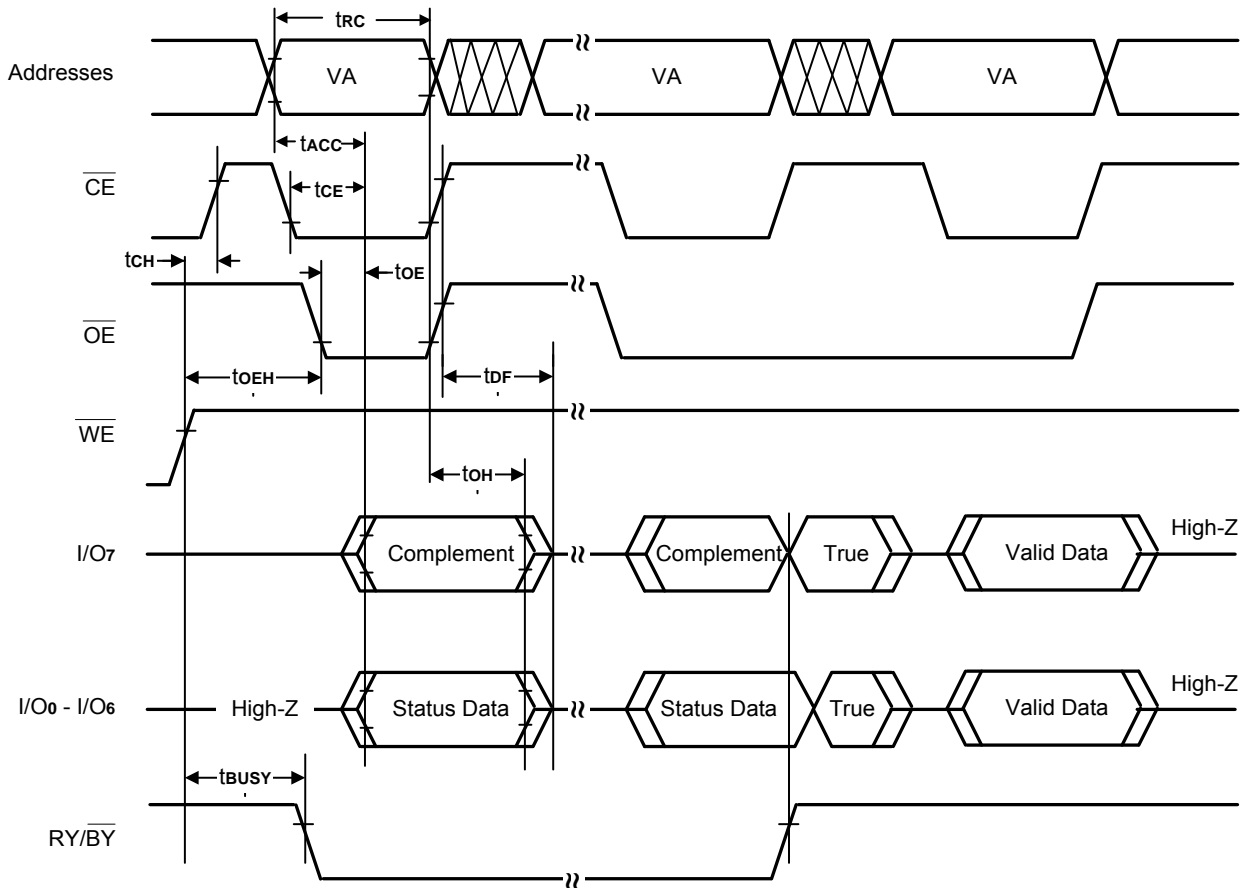 tRC
Addresses VA VA VA
tACC
CE tCE
tCH tOE
OE
tOEH tDF
WE
tOH
I/O7 Complement Complement True Valid Data High-Z
I/O0 - I/O6 High-Z Status Data Status Data True Valid Data High-Z
tBUSY
RY/BY